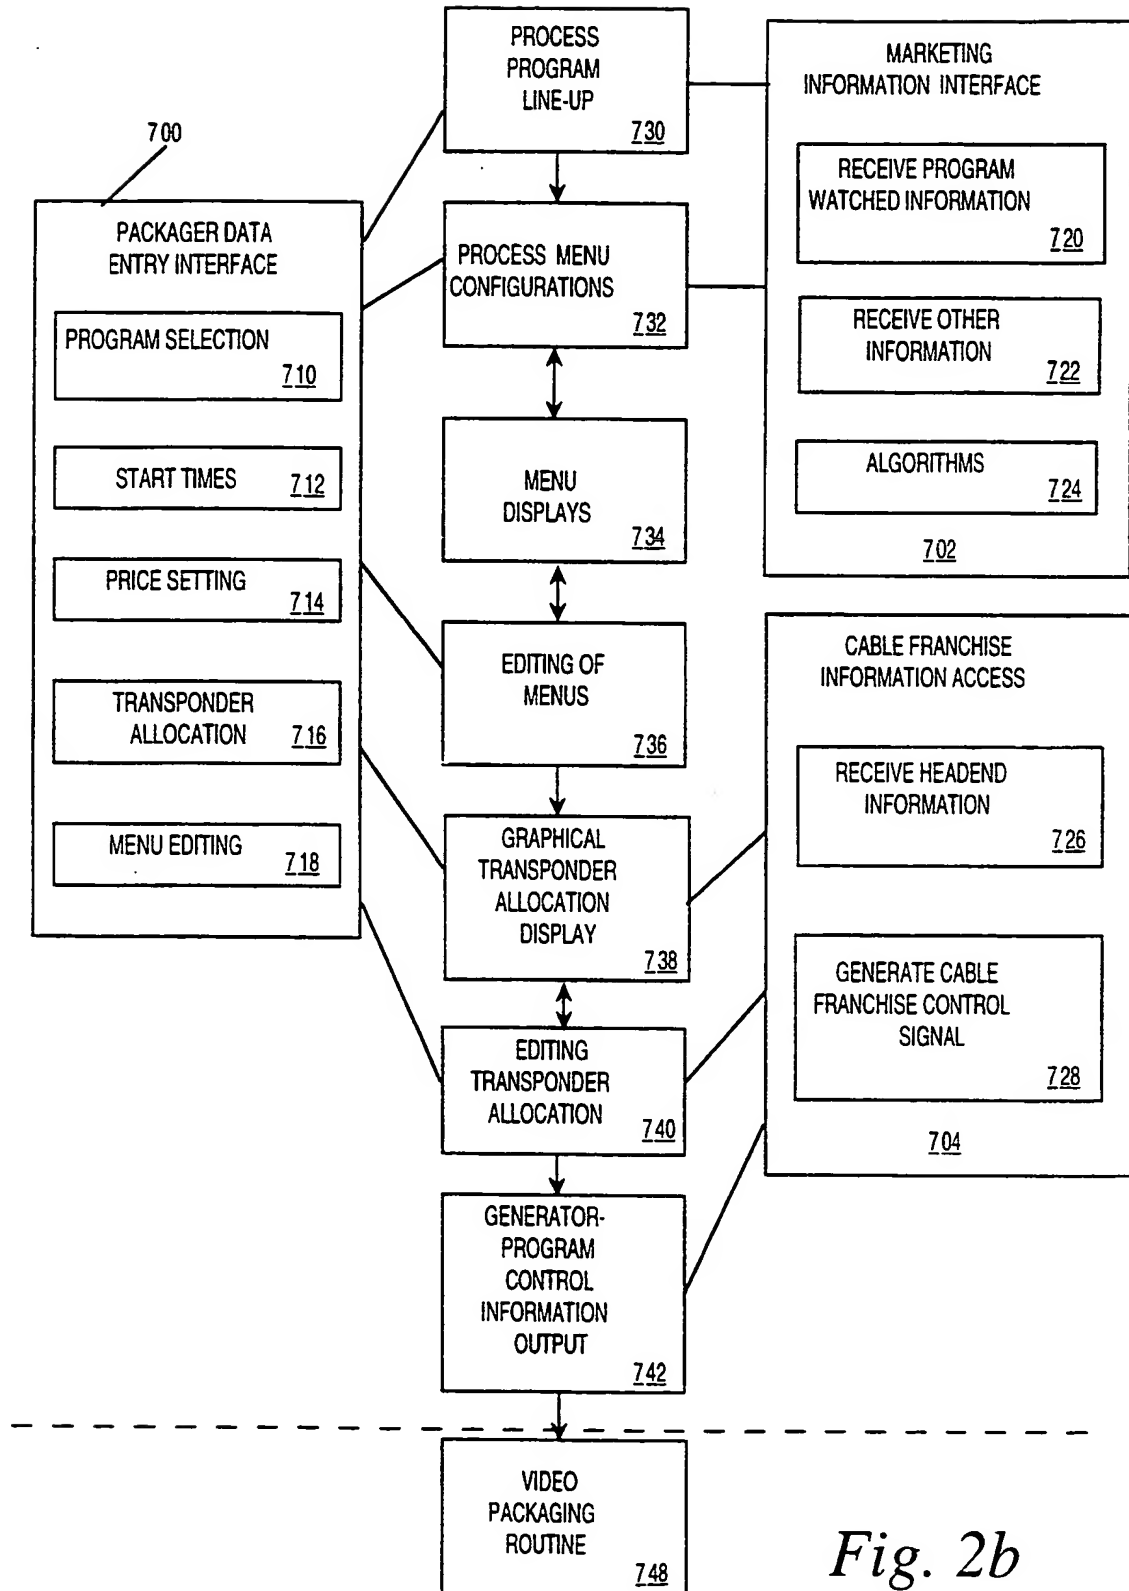 700
PACKAGER DATA
ENTRY INTERFACE
PROGRAM SELECTION
710
START TIMES 712
PRICE SETTING
714
TRANSPONDER
ALLOCATION 716
MENU EDITING
718
PROCESS
PROGRAM
LINE-UP
730
PROCESS MENU
CONFIGURATIONS
732
MENU
DISPLAYS
734
EDITING OF
MENUS
736
GRAPHICAL
TRANSPONDER
ALLOCATION
DISPLAY
738
EDITING
TRANSPONDER
ALLOCATION
740
GENERATOR-
PROGRAM
CONTROL
INFORMATION
OUTPUT
742
VIDEO
PACKAGING
ROUTINE
748
MARKETING
INFORMATION INTERFACE
RECEIVE PROGRAM
WATCHED INFORMATION
720
RECEIVE OTHER
INFORMATION
722
ALGORITHMS
724
702
CABLE FRANCHISE
INFORMATION ACCESS
RECEIVE HEADEND
INFORMATION
726
GENERATE CABLE
FRANCHISE CONTROL
SIGNAL
728
704
Fig. 2b